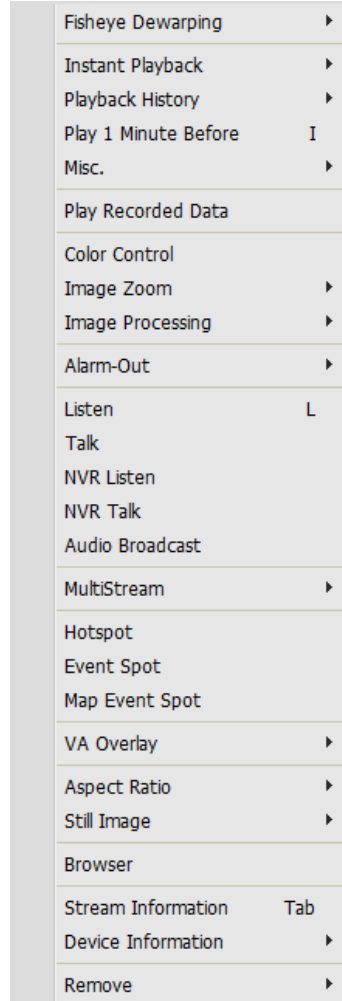 Fisheye Dewarping
Instant Playback
Playback History
Play 1 Minute Before I
Misc.
Play Recorded Data
Color Control
Image Zoom
Image Processing
Alarm-Out
Listen L
Talk
NVR Listen
NVR Talk
Audio Broadcast
MultiStream
Hotspot
Event Spot
Map Event Spot
VA Overlay
Aspect Ratio
Still Image
Browser
Stream Information Tab
Device Information
Remove